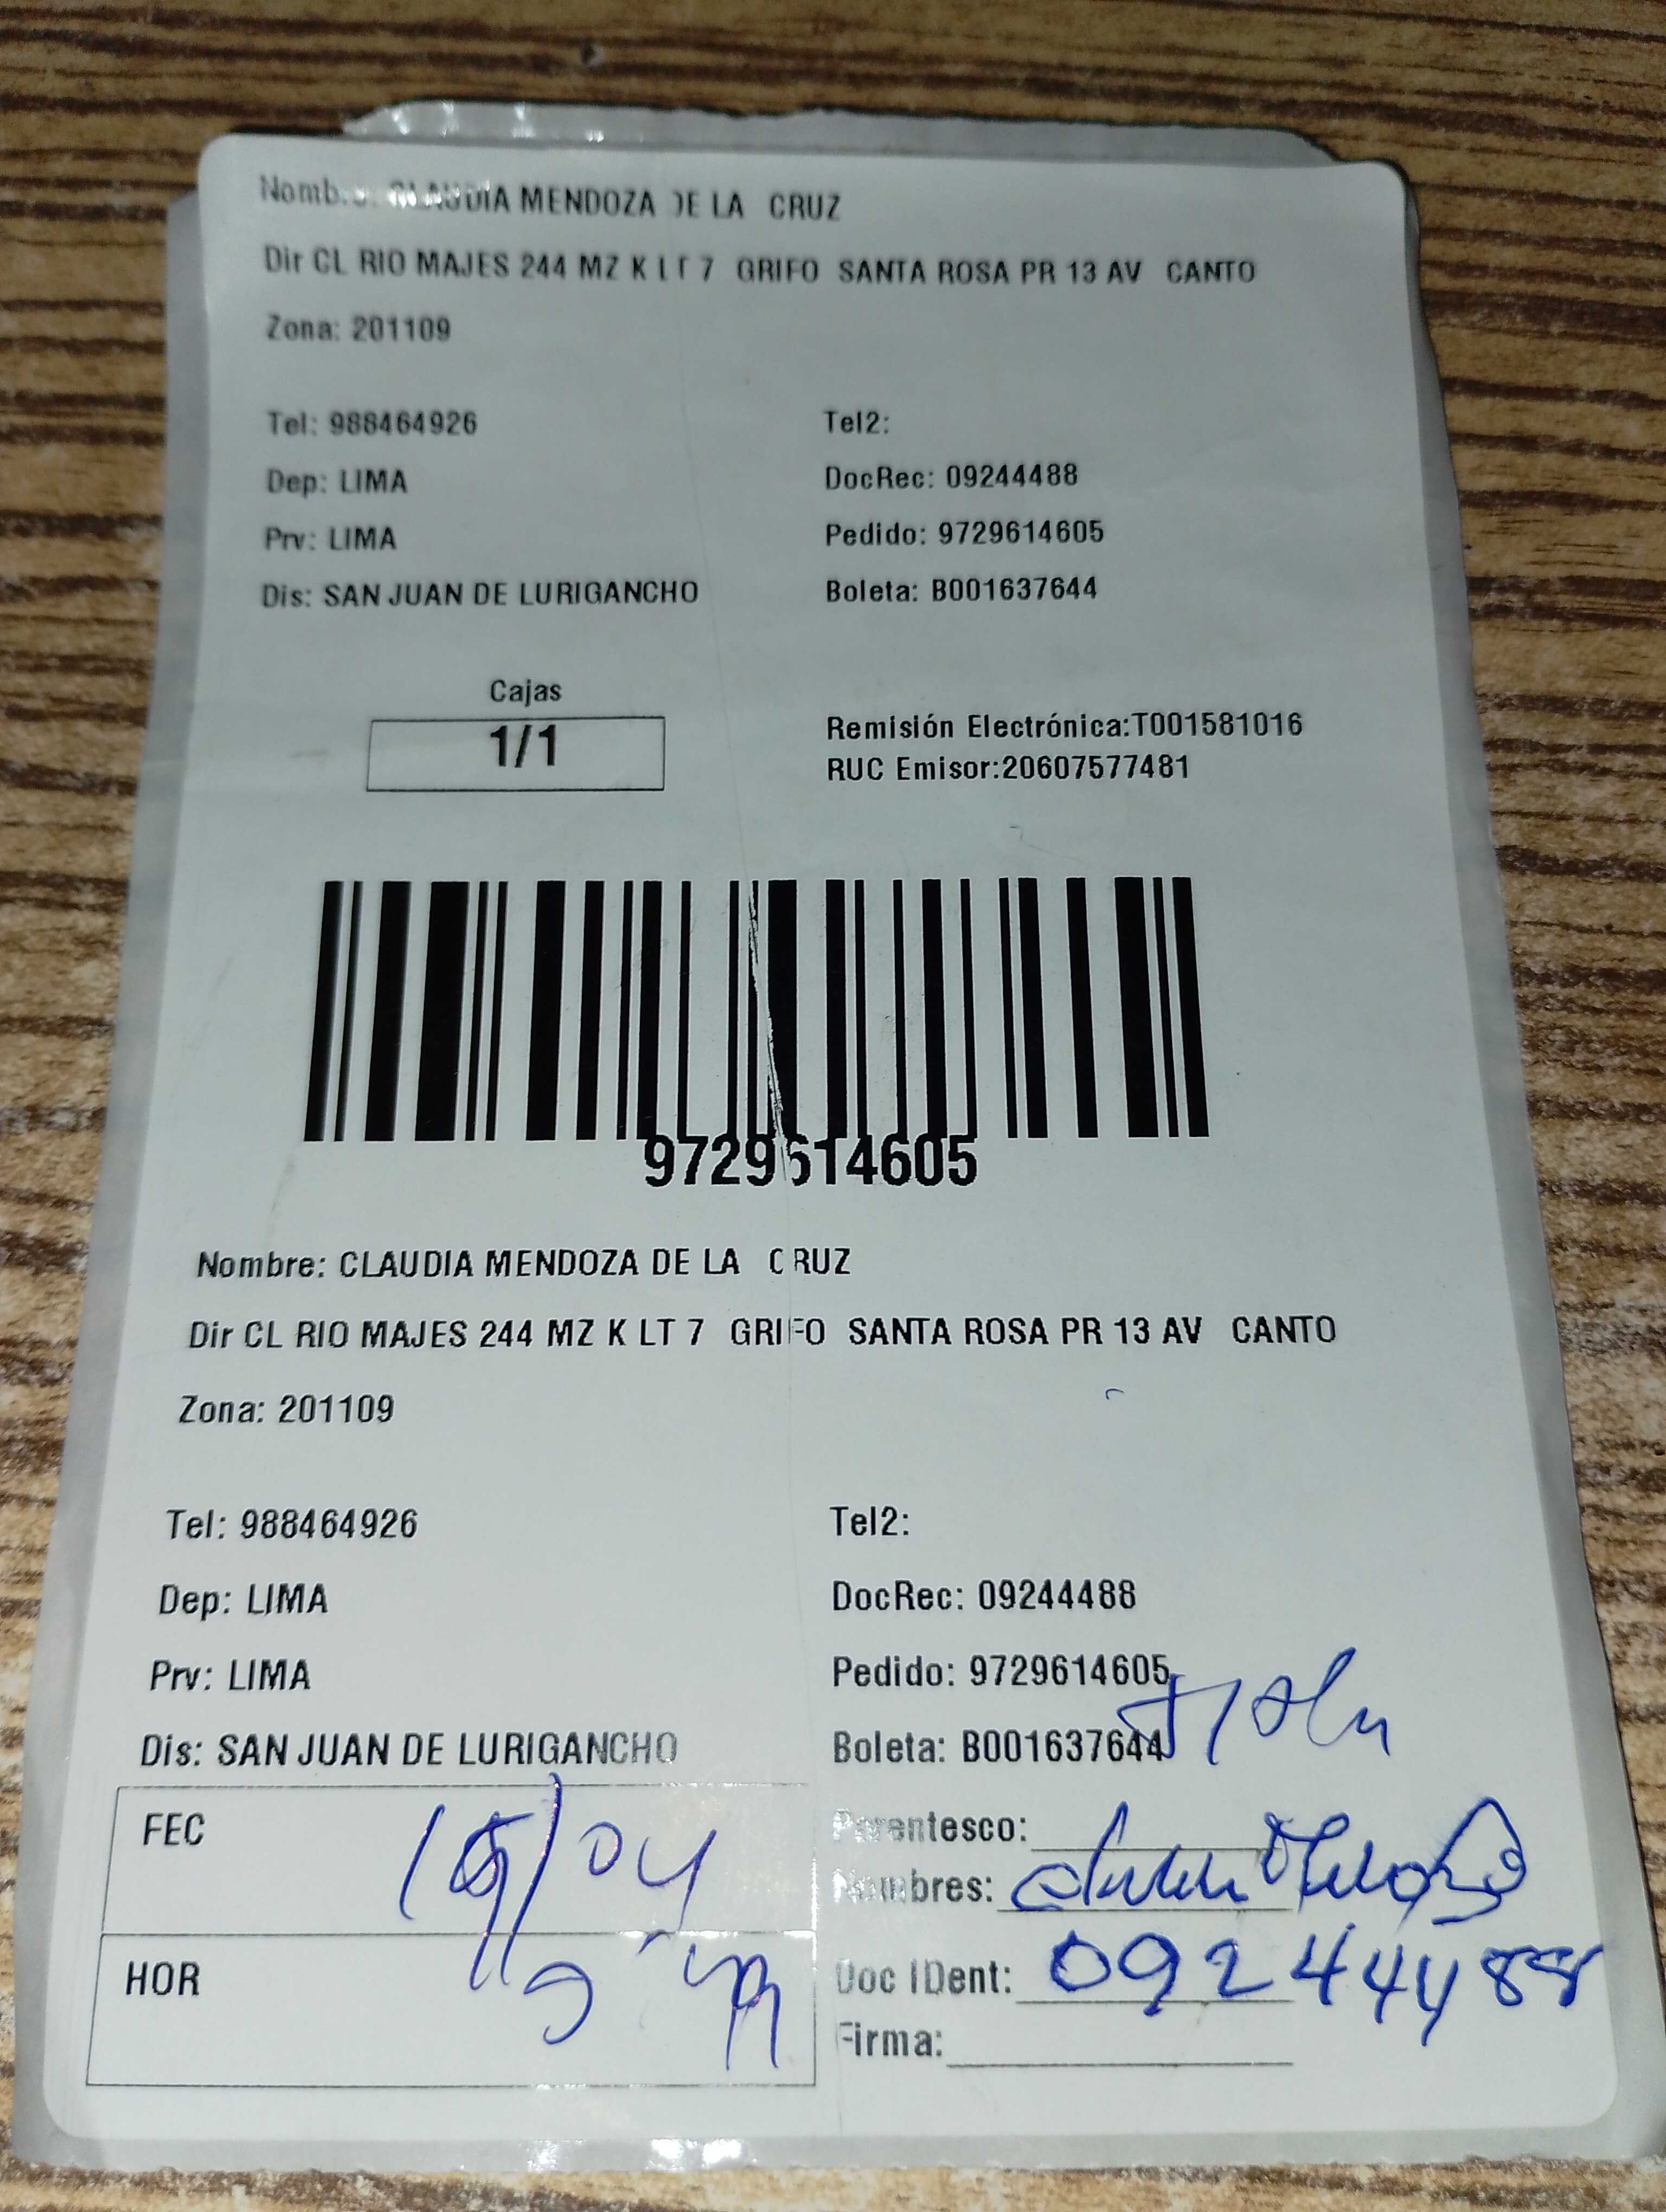 Nombre: CLAUDIA MENDOZA DE LA CRUZ
Dir CL RIO MAJES 244 MZ K LT 7 GRIFO SANTA ROSA PR 13 AV CANTO
Zona: 201109
Tel: 988464926 Tel2:
Dep: LIMA DocRec: 09244488
Prv: LIMA Pedido: 9729614605
Dis: SAN JUAN DE LURIGANCHO Boleta: B001637644
Cajas
1/1
Remisión Electrónica:T001581016
RUC Emisor:20607577481
9729614605
Nombre: CLAUDIA MENDOZA DE LA CRUZ
Dir CL RIO MAJES 244 MZ K LT 7 GRIFO SANTA ROSA PR 13 AV CANTO
Zona: 201109
Tel: 988464926 Tel2:
Dep: LIMA DocRec: 09244488
Prv: LIMA Pedido: 9729614605
Dis: SAN JUAN DE LURIGANCHO Boleta: B001637644
FEC
Parentesco:
Nombres:
HOR
Doc IDent: 09244488
Firma: